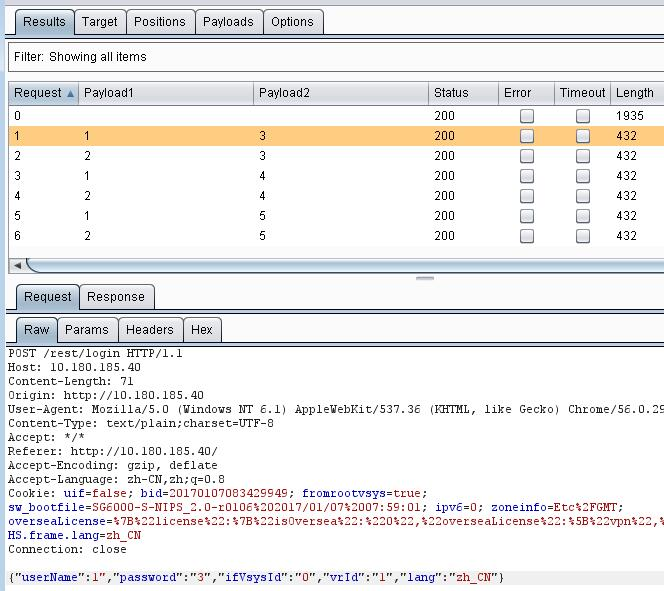 Results Target Positions Payloads Options
Filter: Showing all items
Request Payload1 Payload2 Status Error Timeout Length
0 200 1935
1 1 3 200 432
2 2 3 200 432
3 1 4 200 432
4 2 4 200 432
5 1 5 200 432
6 2 5 200 432
Request Response
Raw Params Headers Hex
POST /rest/login HTTP/1.1
Host: 10.180.185.40
Content-Length: 71
Origin: http://10.180.185.40
User-Agent: Mozilla/5.0 (Windows NT 6.1) AppleWebKit/537.36 (KHTML, like Gecko) Chrome/56.0.29
Content-Type: text/plain;charset=UTF-8
Accept: */*
Referer: http://10.180.185.40/
Accept-Encoding: gzip, deflate
Accept-Language: zh-CN,zh;q=0.8
Cookie: uif=false; bid=20170107083429949; fromrootvsys=true;
sw_bootfile=SG6000-S-NIPS_2.0-r0106%202017/01/07%2007:59:01; ipv6=0; zoneinfo=Etc%2FGMT;
overseaLicense=%7B%22license%22:%7B%22isOversea%22:%220%22,%22overseaLicense%22:%5B%22vpn%22,%
HS.frame.lang=zh_CN
Connection: close
{"userName":1","password":"3","ifVsysId":"0","vrId":"1","lang":"zh_CN"}